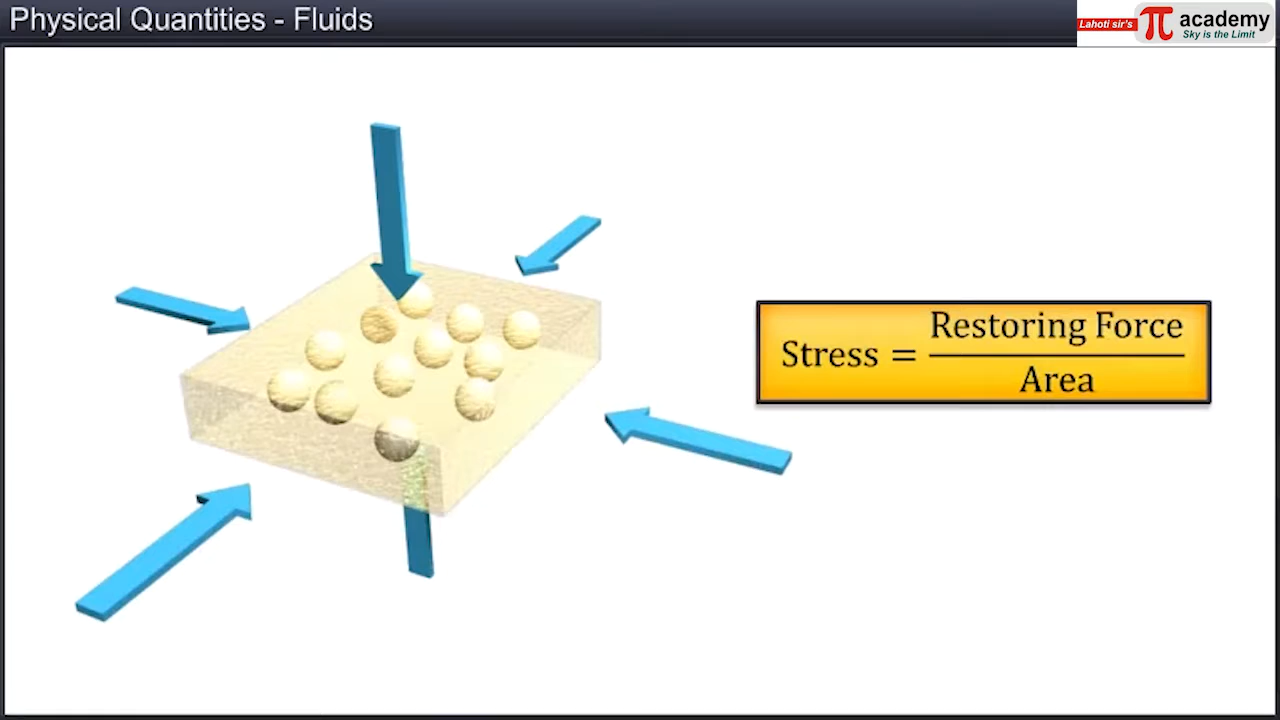 Physical Quantities - Fluids
Lahoti sir's π academy
Sky is the Limit
Stress = Restoring Force
Area